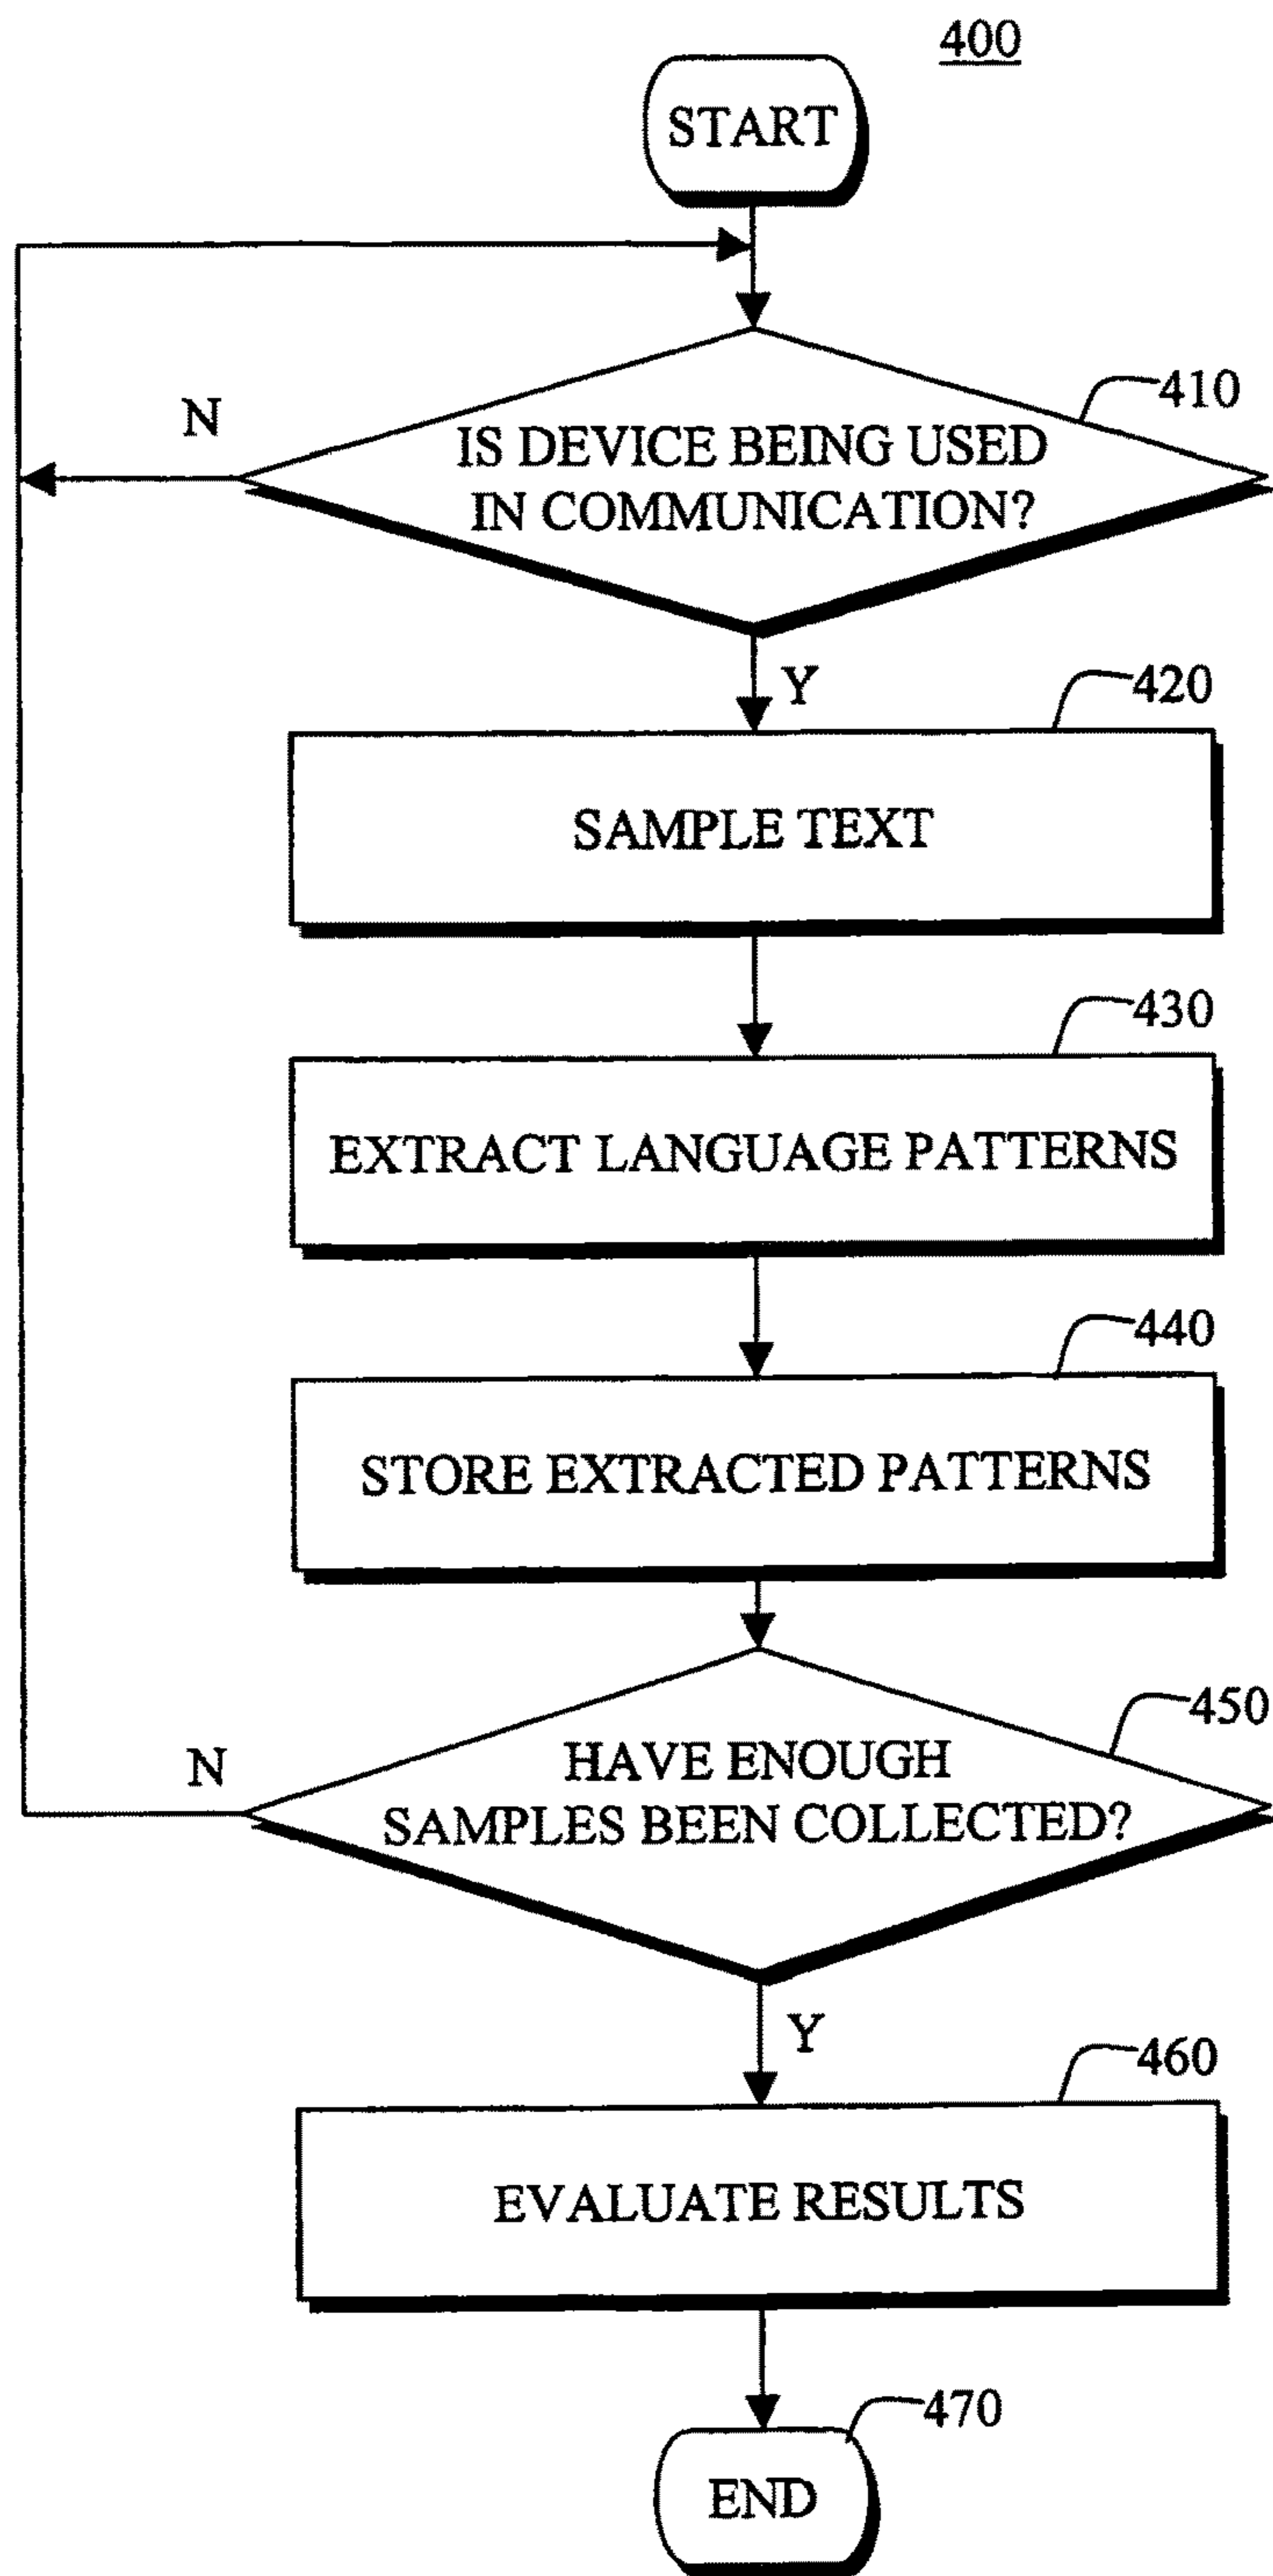 400
START
410
N
IS DEVICE BEING USED
IN COMMUNICATION?
Y
420
SAMPLE TEXT
430
EXTRACT LANGUAGE PATTERNS
440
STORE EXTRACTED PATTERNS
450
N
HAVE ENOUGH
SAMPLES BEEN COLLECTED?
Y
460
EVALUATE RESULTS
470
END